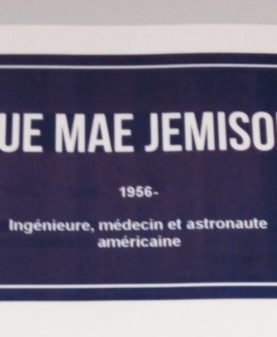 UE MAE JEMISO
1956-
Ingénieure, médecin et astronaute
américaine